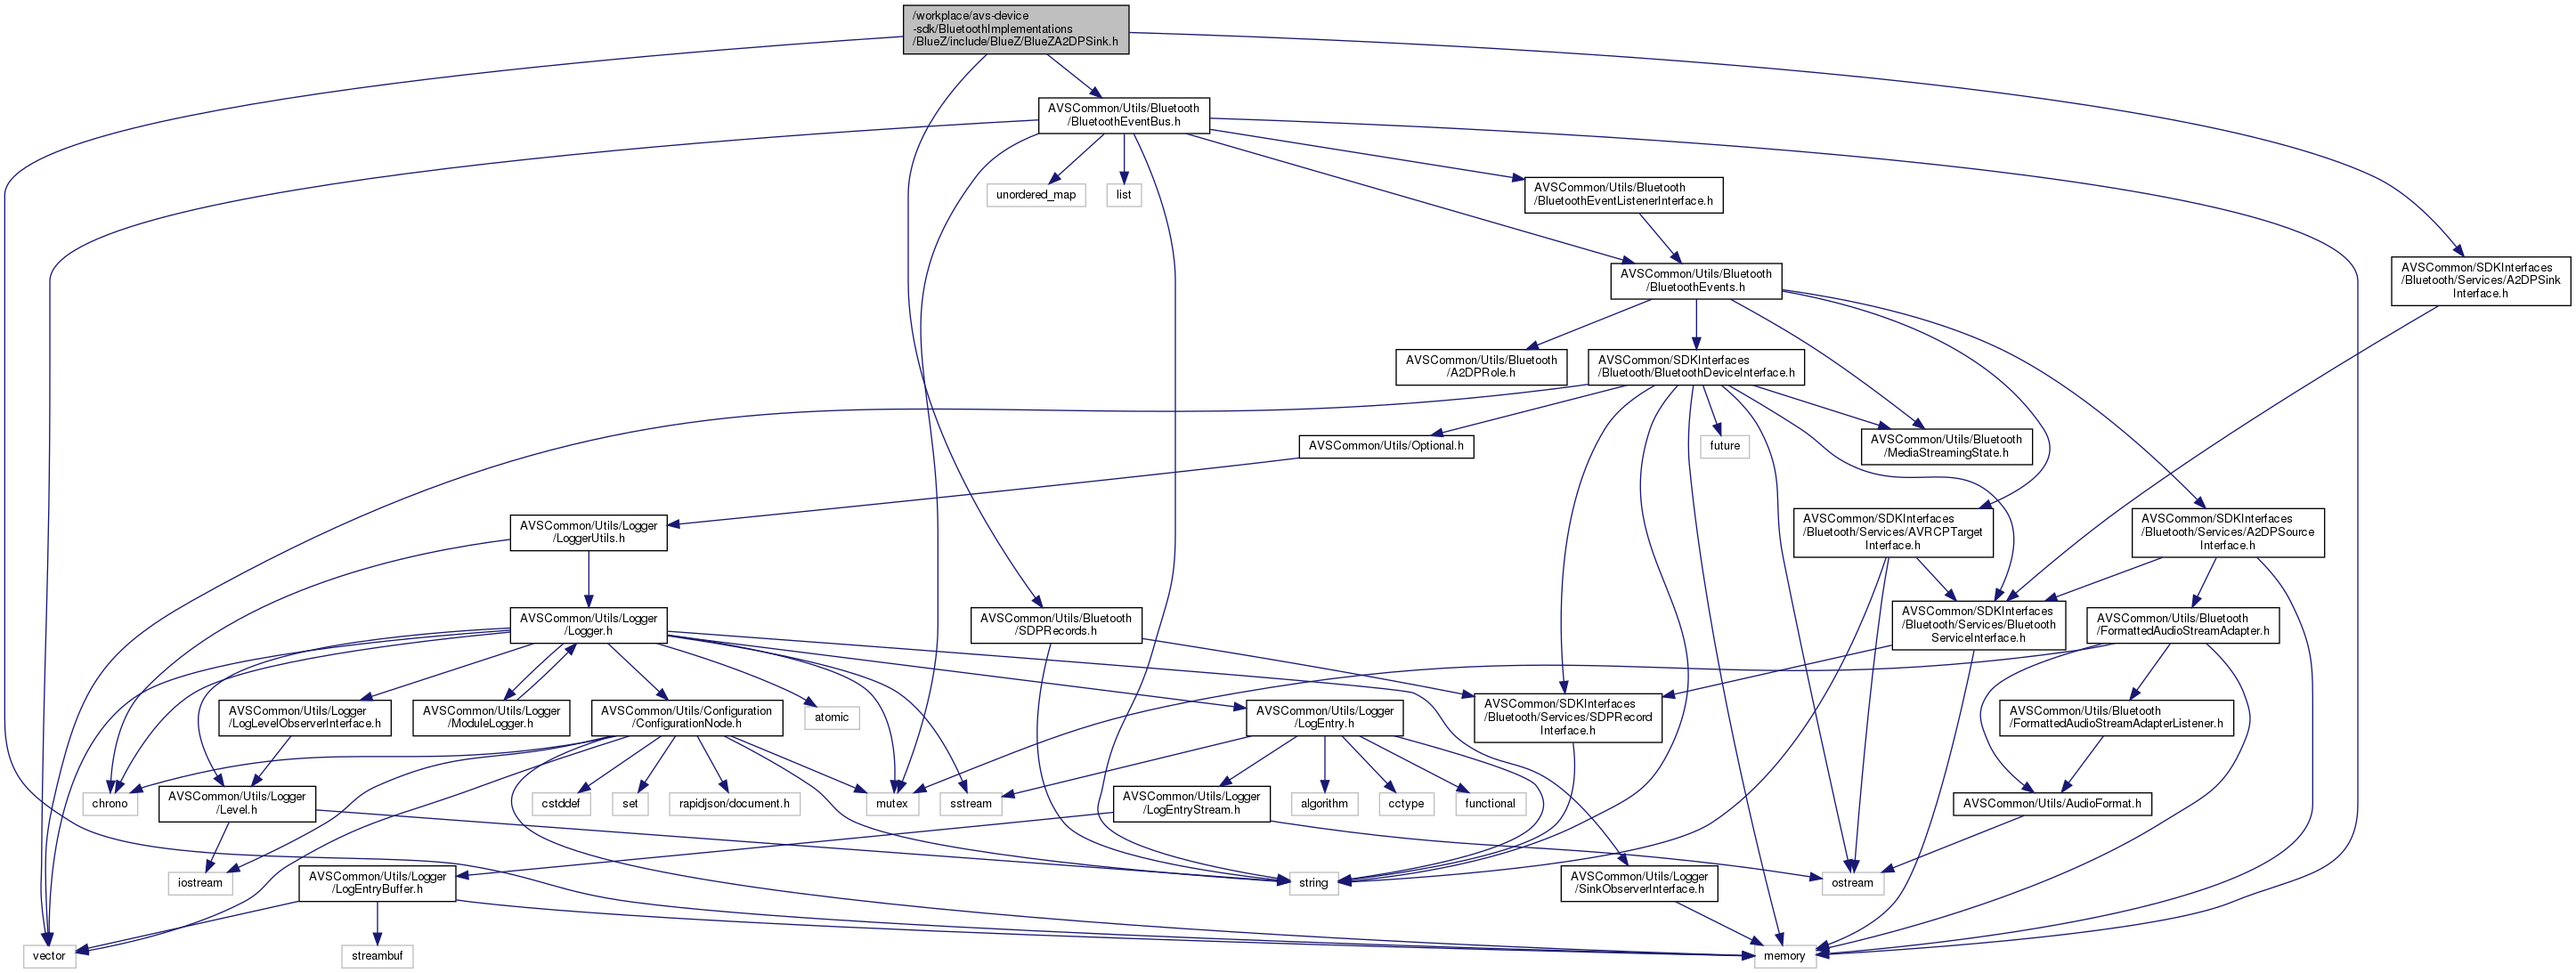 /workplace/avs-device
-sdk/BluetoothImplementations
/BlueZ/include/BlueZ/BlueZA2DPSink.h
AVSCommon/Utils/Bluetooth
/BluetoothEventBus.h
unordered_map
list
AVSCommon/Utils/Bluetooth
/BluetoothEventListenerInterface.h
AVSCommon/Utils/Bluetooth
/BluetoothEvents.h
AVSCommon/SDKInterfaces
/Bluetooth/Services/A2DPSink
Interface.h
AVSCommon/Utils/Bluetooth
/A2DPRole.h
AVSCommon/SDKInterfaces
/Bluetooth/BluetoothDeviceInterface.h
AVSCommon/Utils/Optional.h
future
AVSCommon/Utils/Bluetooth
/MediaStreamingState.h
AVSCommon/Utils/Logger
/LoggerUtils.h
AVSCommon/SDKInterfaces
/Bluetooth/Services/AVRCPTarget
Interface.h
AVSCommon/SDKInterfaces
/Bluetooth/Services/A2DPSource
Interface.h
AVSCommon/Utils/Logger
/Logger.h
AVSCommon/Utils/Bluetooth
/SDPRecords.h
AVSCommon/SDKInterfaces
/Bluetooth/Services/Bluetooth
ServiceInterface.h
AVSCommon/Utils/Bluetooth
/FormattedAudioStreamAdapter.h
AVSCommon/Utils/Logger
/LogLevelObserverInterface.h
AVSCommon/Utils/Logger
/ModuleLogger.h
AVSCommon/Utils/Configuration
/ConfigurationNode.h
atomic
AVSCommon/Utils/Logger
/LogEntry.h
AVSCommon/SDKInterfaces
/Bluetooth/Services/SDPRecord
Interface.h
AVSCommon/Utils/Bluetooth
/FormattedAudioStreamAdapterListener.h
chrono
AVSCommon/Utils/Logger
/Level.h
cstddef
set
rapidjson/document.h
mutex
sstream
AVSCommon/Utils/Logger
/LogEntryStream.h
algorithm
cctype
functional
AVSCommon/Utils/AudioFormat.h
iostream
AVSCommon/Utils/Logger
/LogEntryBuffer.h
string
AVSCommon/Utils/Logger
/SinkObserverInterface.h
ostream
vector
streambuf
memory